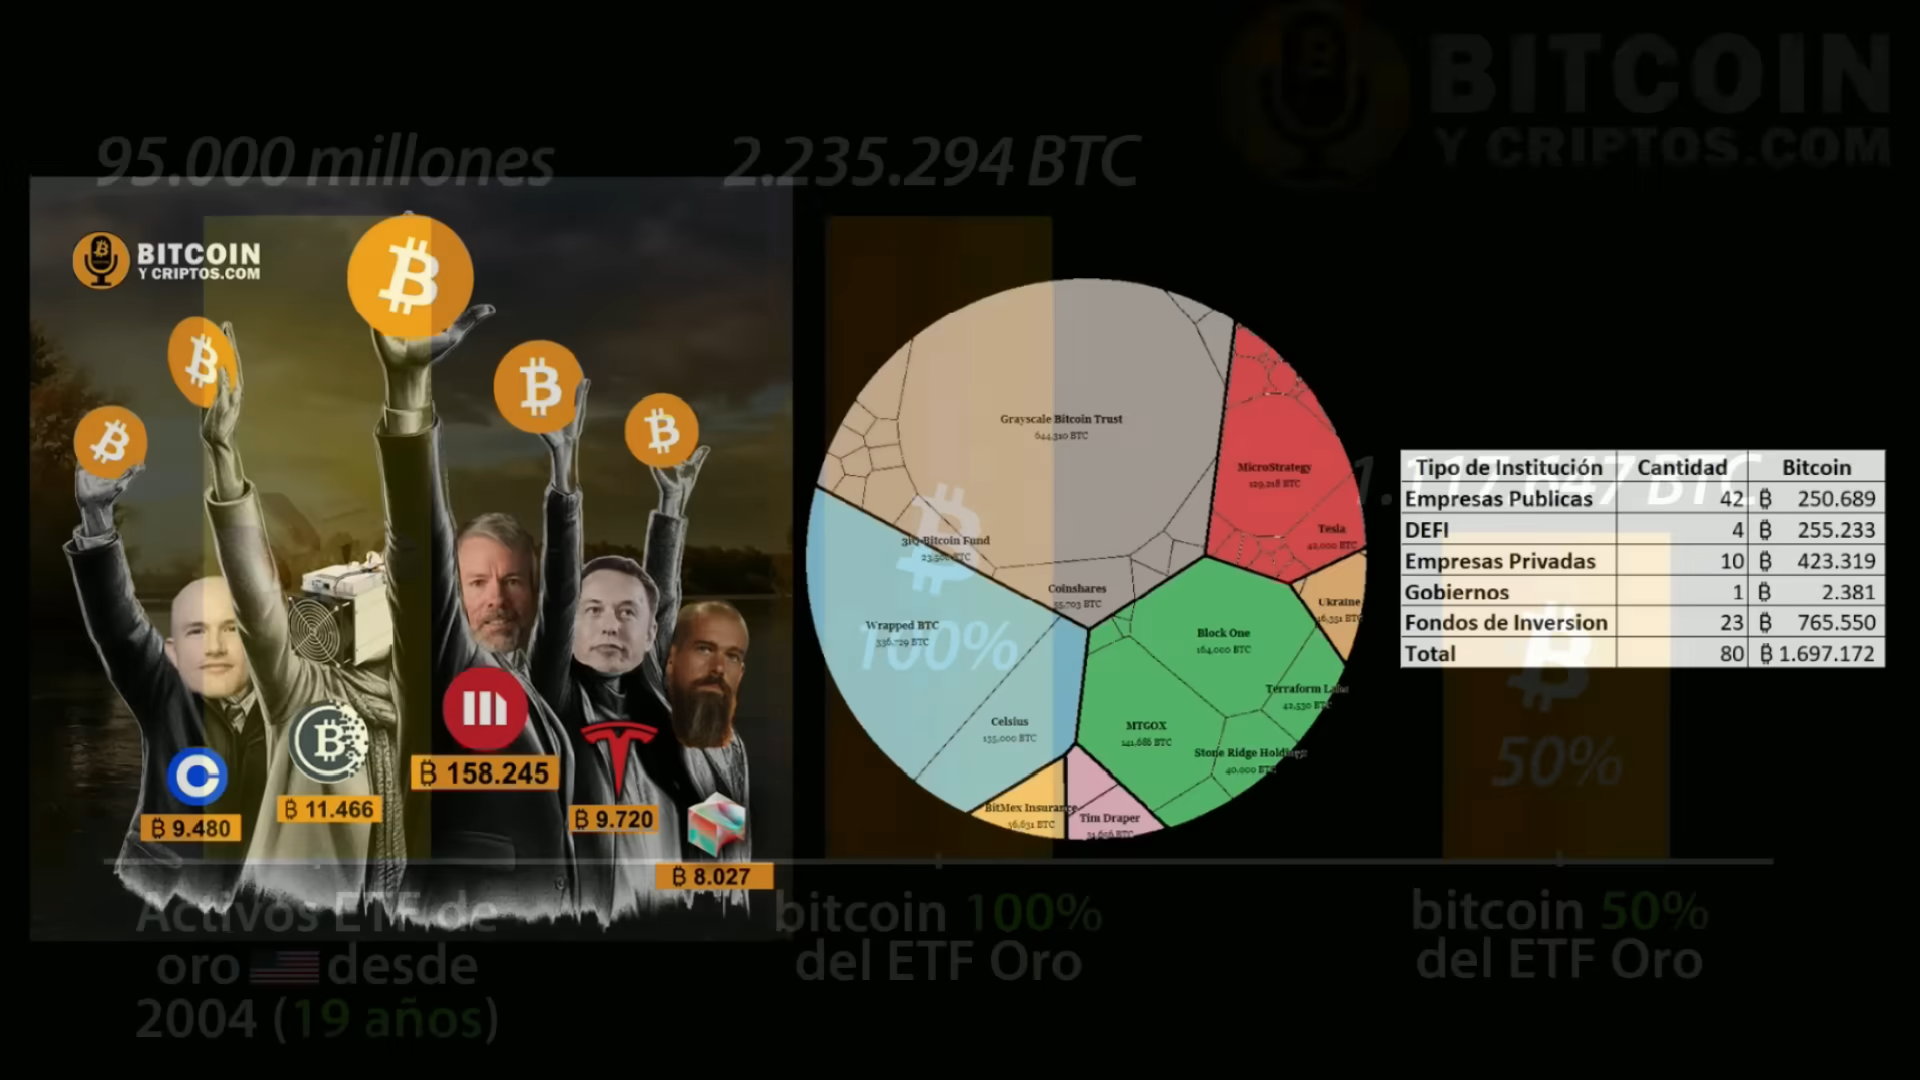 BITCOIN
Y CRIPTOS.COM
95.000 millones
2.235.294 BTC
BITCOIN
Y CRIPTOS.COM
₿ 9.480
₿ 11.466
₿ 158.245
₿ 9.720
₿ 8.027
Grayscale Bitcoin Trust
644,310 BTC
MicroStrategy
129,218 BTC
Tesla
42,000 BTC
3iQ Bitcoin Fund
Coinshares
Wrapped BTC
100%
Celsius
135,000 BTC
Ukraine
Block One
164,000 BTC
MTGOX
141,686 BTC
Stone Ridge Holdings
40,000 BTC
BitMex Insurance
Tim Draper
Tipo de Institución Cantidad Bitcoin
Empresas Publicas 42 ₿ 250.689
DEFI 4 ₿ 255.233
Empresas Privadas 10 ₿ 423.319
Gobiernos 1 ₿ 2.381
Fondos de Inversion 23 ₿ 765.550
Total 80 ₿ 1.697.172
50%
Activos ETF de
oro desde
2004 (19 años)
bitcoin 100%
del ETF Oro
bitcoin 50%
del ETF Oro